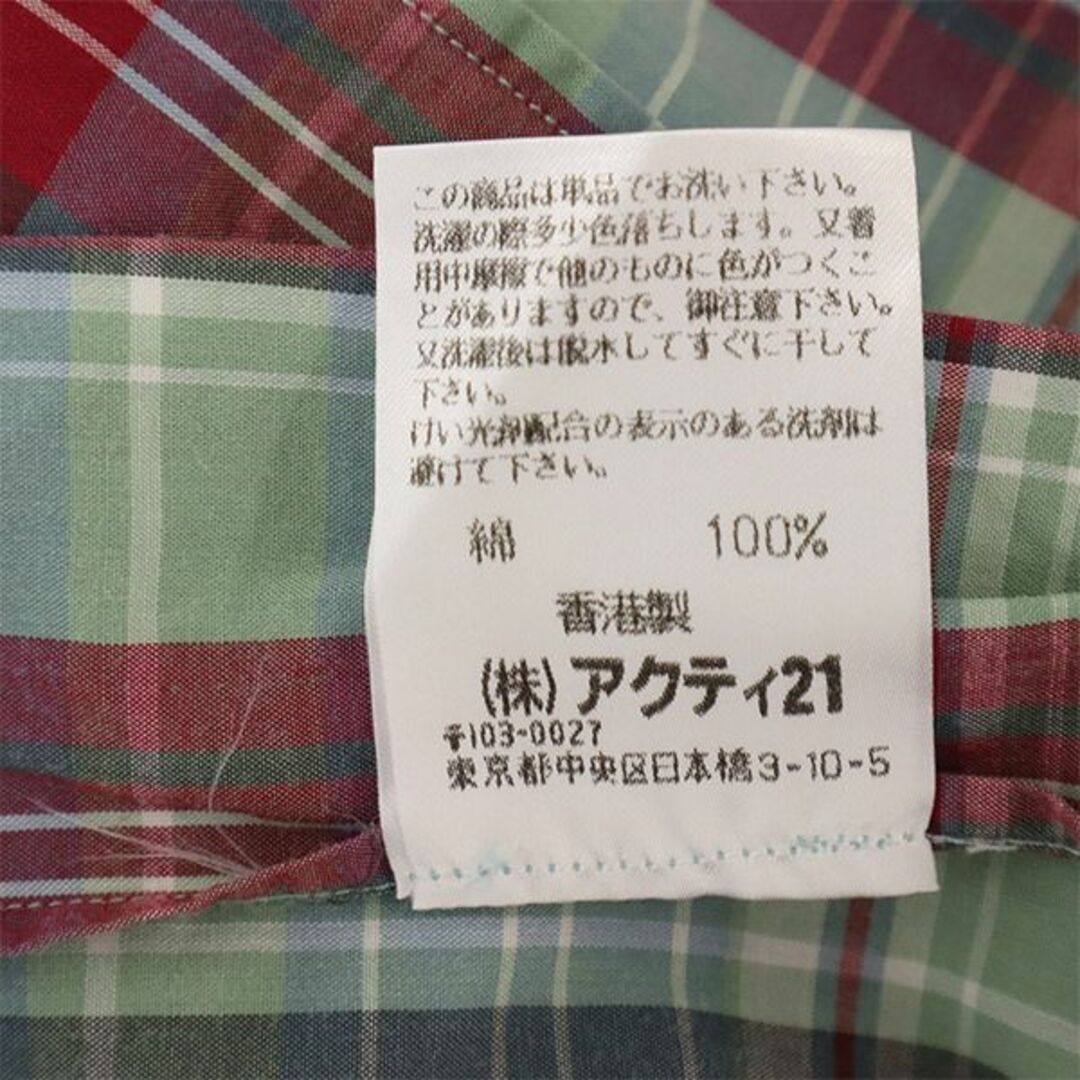 この商品は単品でお洗い下さい。
洗濯の際多少色落ちします。又着
用中摩擦で他のものに色がつくこ
とがありますので、御注意下さい。
又洗濯後は脱水してすぐに干して
下さい。
けい光剤配合の表示のある洗剤は
避けて下さい。
綿 100%
香港製
(株)アクティ21
〒103-0027
東京都中央区日本橋3-10-5